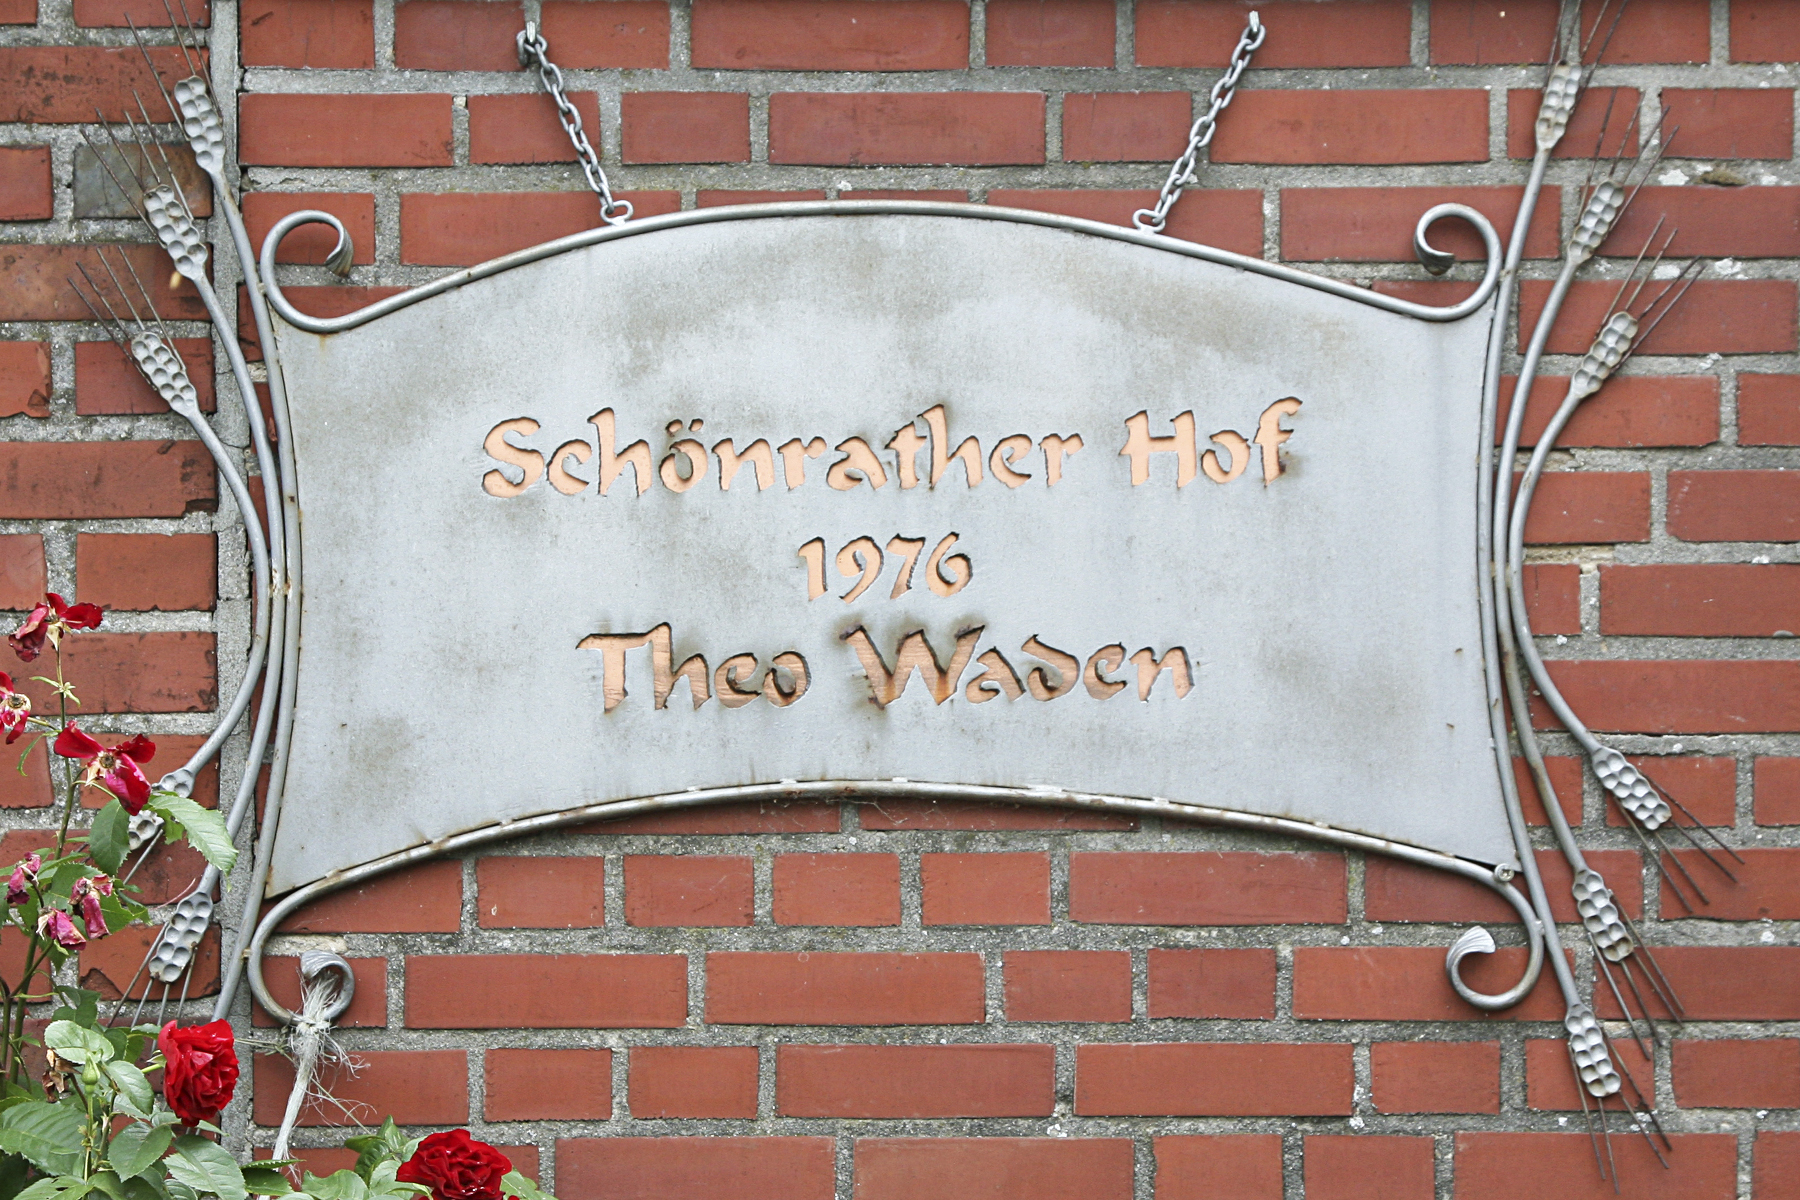 Schönrather Hof
1976
Theo Waden